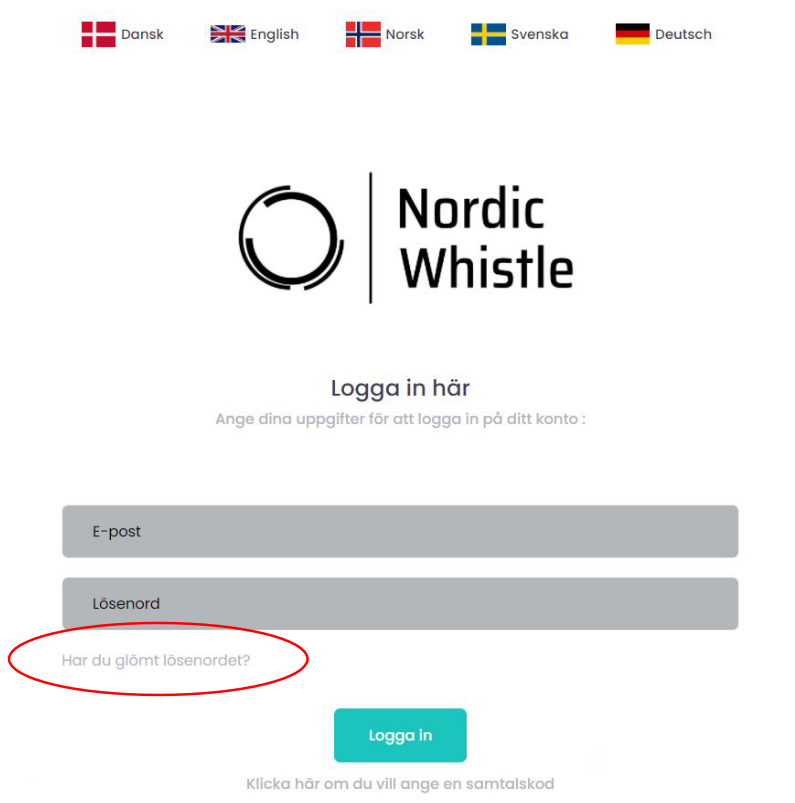 Dansk English Norsk Svenska Deutsch
Nordic
Whistle
Logga in här
Ange dina uppgifter för att logga in på ditt konto :
E-post
Lösenord
Har du glömt lösenordet?
Logga in
Klicka här om du vill ange en samtalskod